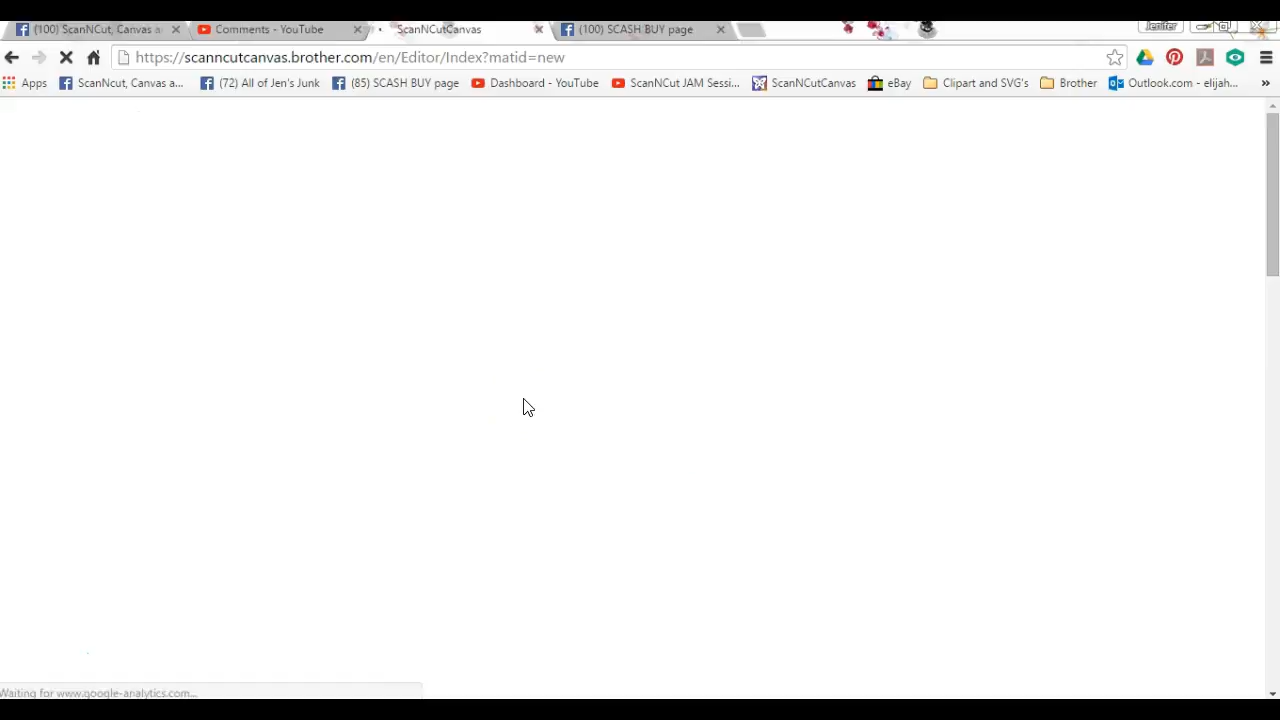 (100) ScanNCut, Canvas a
Comments - YouTube
ScanNCutCanvas
(100) SCASH BUY page
Jenifer
https://scanncutcanvas.brother.com/en/Editor/Index?matid=new
Apps
ScanNcut, Canvas a...
(72) All of Jen's Junk
(85) SCASH BUY page
Dashboard - YouTube
ScanNCut JAM Sessi...
ScanNCutCanvas
eBay
Clipart and SVG's
Brother
Outlook.com - elijah...
»
Waiting for www.google-analytics.com...